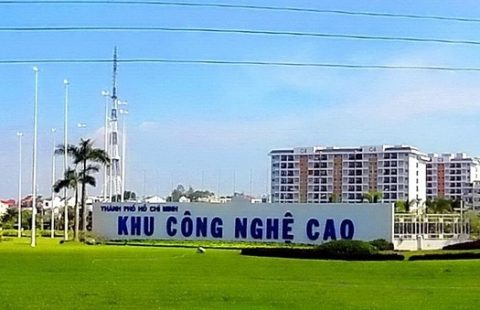 THÀNH PHỐ HỒ CHÍ MINH
KHU CÔNG NGHỆ CAO